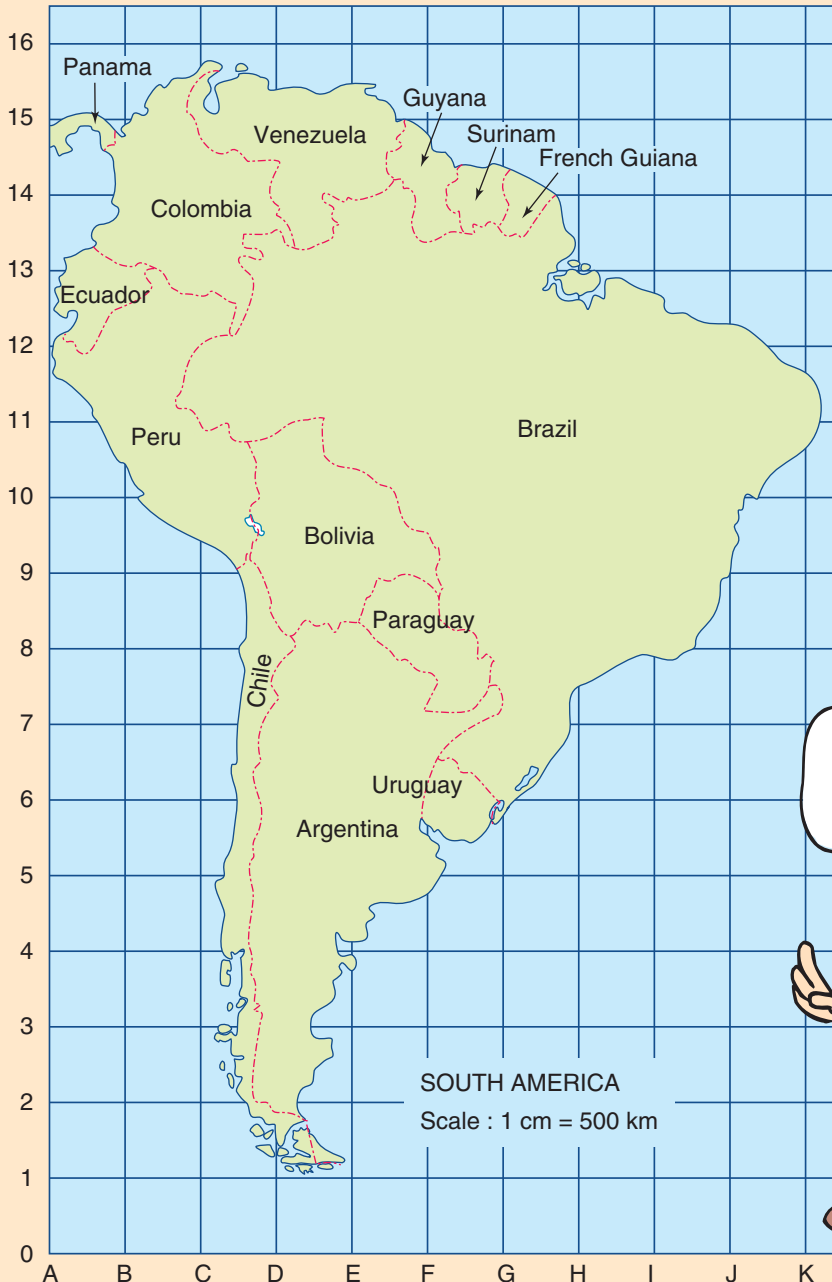 16
Panama
15
Guyana
Venezuela
Surinam
French Guiana
14
Colombia
13
Ecuador
12
11
Brazil
Peru
10
Bolivia
9
Paraguay
8
Chile
7
Uruguay
6
Argentina
5
4
3
SOUTH AMERICA
2
Scale : 1 cm = 500 km
1
0
A B C D E F G H I J K